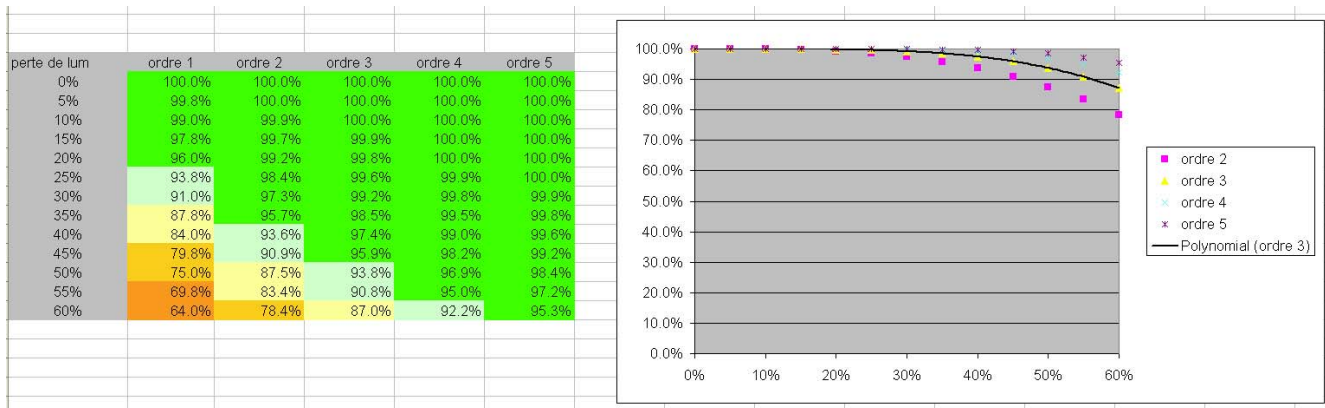 perte de lum ordre 1 ordre 2 ordre 3 ordre 4 ordre 5
0% 100.0% 100.0% 100.0% 100.0% 100.0%
5% 99.8% 100.0% 100.0% 100.0% 100.0%
10% 99.0% 99.9% 100.0% 100.0% 100.0%
15% 97.8% 99.7% 99.9% 100.0% 100.0%
20% 96.0% 99.2% 99.8% 100.0% 100.0%
25% 93.8% 98.4% 99.6% 99.9% 100.0%
30% 91.0% 97.3% 99.2% 99.8% 99.9%
35% 87.8% 95.7% 98.5% 99.5% 99.8%
40% 84.0% 93.6% 97.4% 99.0% 99.6%
45% 79.8% 90.9% 95.9% 98.2% 99.2%
50% 75.0% 87.5% 93.8% 96.9% 98.4%
55% 69.8% 83.4% 90.8% 95.0% 97.2%
60% 64.0% 78.4% 87.0% 92.2% 95.3%
100.0%
90.0%
80.0%
70.0%
60.0%
50.0%
40.0%
30.0%
20.0%
10.0%
0.0%
0% 10% 20% 30% 40% 50% 60%
ordre 2
ordre 3
ordre 4
ordre 5
Polynomial (ordre 3)